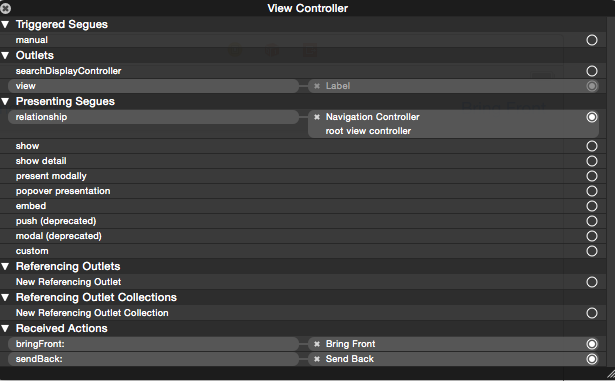 View Controller
Triggered Segues
manual
Outlets
searchDisplayController
view Label
Presenting Segues
relationship Navigation Controller
root view controller
show
show detail
present modally
popover presentation
embed
push (deprecated)
modal (deprecated)
custom
Referencing Outlets
New Referencing Outlet
Referencing Outlet Collections
New Referencing Outlet Collection
Received Actions
bringFront: Bring Front
sendBack: Send Back